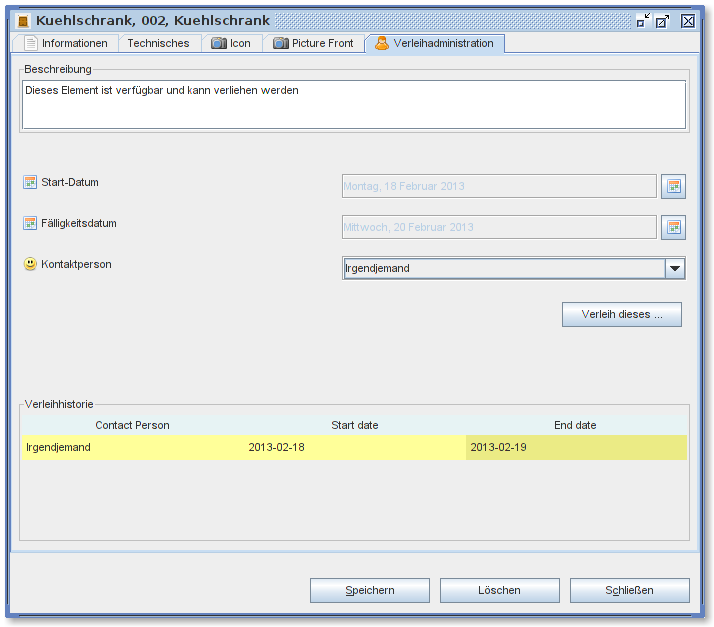 Kuehlschrank, 002, Kuehlschrank
Informationen Technisches Icon Picture Front Verleihadministration
Beschreibung
Dieses Element ist verfügbar und kann verliehen werden
Start-Datum Montag, 18 Februar 2013
Fälligkeitsdatum Mittwoch, 20 Februar 2013
Kontaktperson Irgendjemand
Verleih dieses ...
Verleihhistorie
Contact Person Start date End date
Irgendjemand 2013-02-18 2013-02-19
Speichern Löschen Schließen